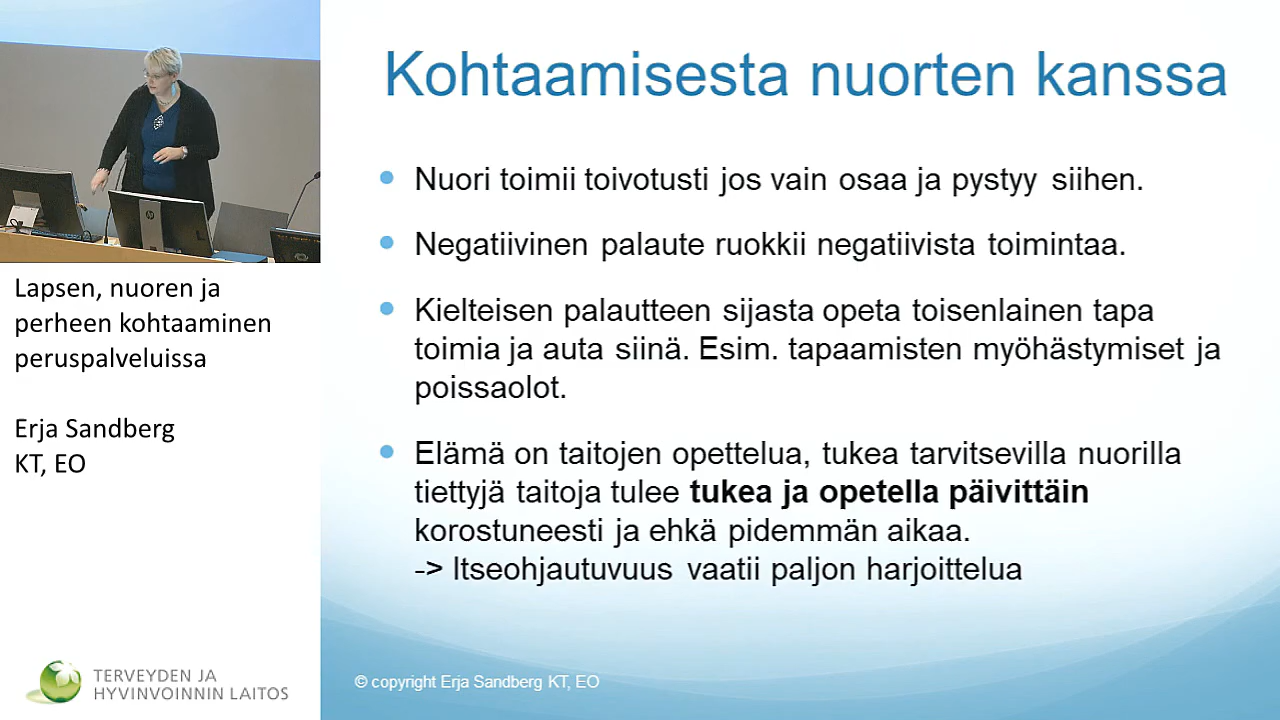 Kohtaamisesta nuorten kanssa
Nuori toimii toivotusti jos vain osaa ja pystyy siihen.
Negatiivinen palaute ruokkii negatiivista toimintaa.
Kielteisen palautteen sijasta opeta toisenlainen tapa
toimia ja auta siinä. Esim. tapaamisten myöhästymiset ja
poissaolot.
Elämä on taitojen opettelua, tukea tarvitsevilla nuorilla
tiettyjä taitoja tulee tukea ja opetella päivittäin
korostuneesti ja ehkä pidemmän aikaa.
-> Itseohjautuvuus vaatii paljon harjoittelua
© copyright Erja Sandberg KT, EO
Lapsen, nuoren ja
perheen kohtaaminen
peruspalveluissa
Erja Sandberg
KT, EO
TERVEYDEN JA
HYVINVOINNIN LAITOS